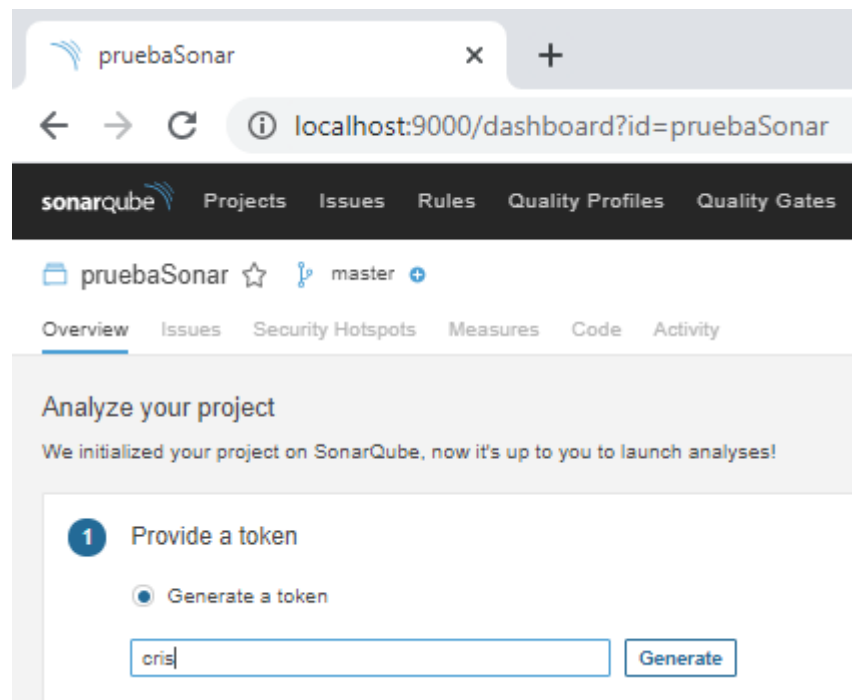 pruebaSonar
localhost:9000/dashboard?id=pruebaSonar
sonarqube Projects Issues Rules Quality Profiles Quality Gates
pruebaSonar master
Overview Issues Security Hotspots Measures Code Activity
Analyze your project
We initialized your project on SonarQube, now it's up to you to launch analyses!
1 Provide a token
Generate a token
cris Generate